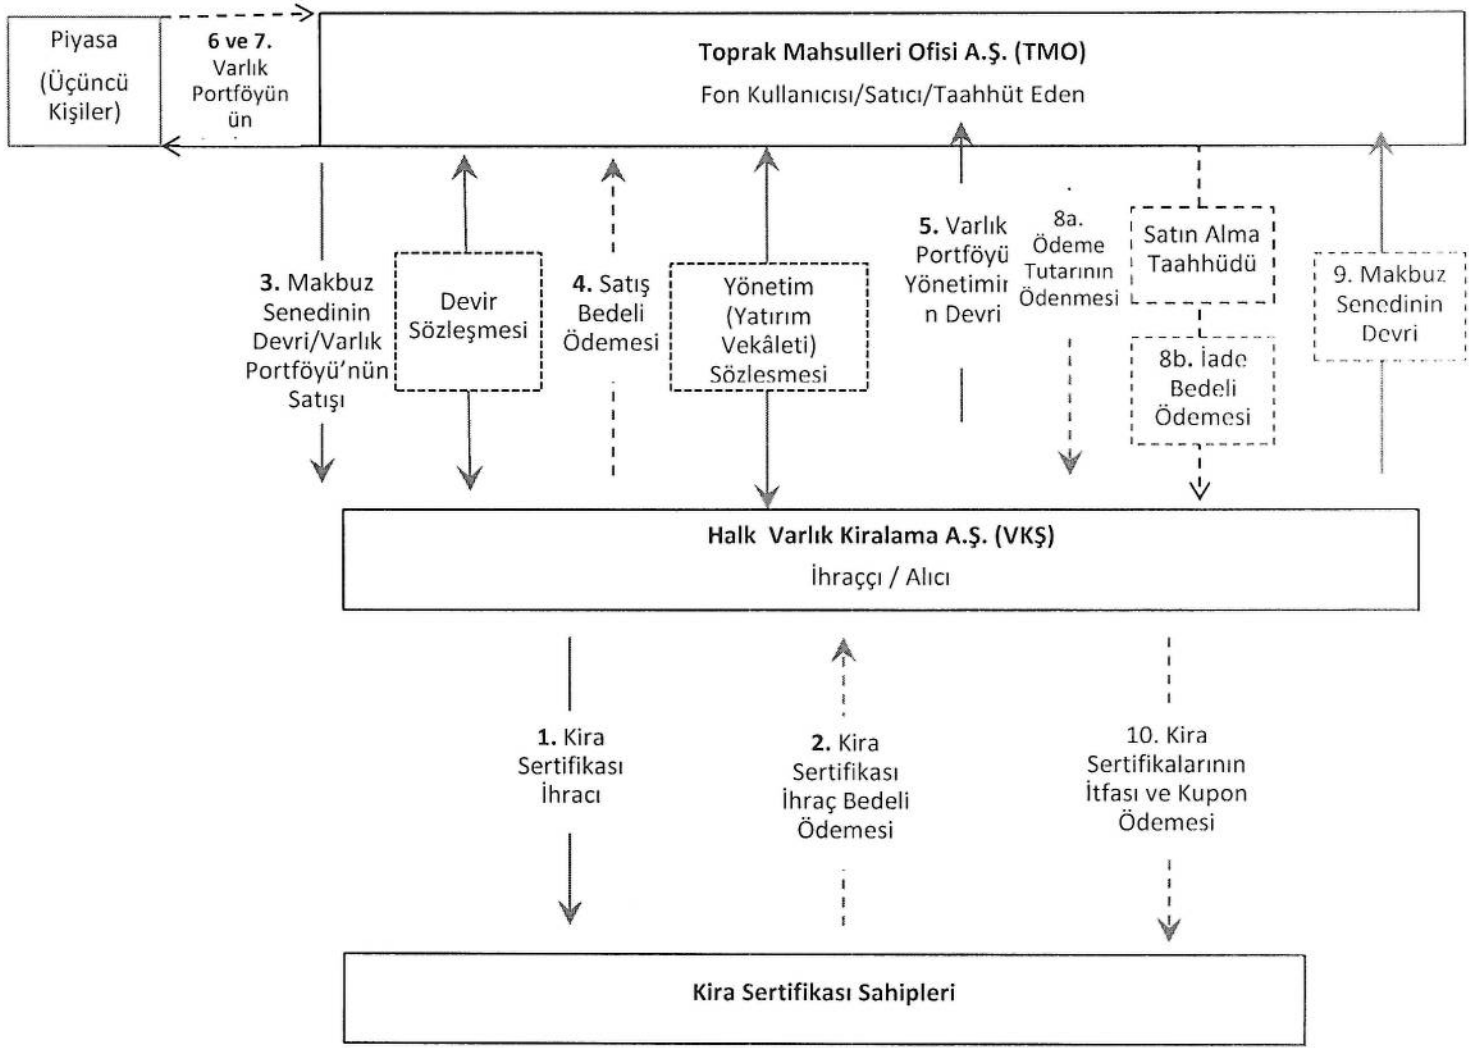 Piyasa
(Üçüncü
Kişiler)
6 ve 7.
Varlık
Portföyün
ün
Toprak Mahsulleri Ofisi A.Ş. (TMO)
Fon Kullanıcısı/Satıcı/Taahhüt Eden
3. Makbuz
Senedinin
Devri/Varlık
Portföyü'nün
Satışı
Devir
Sözleşmesi
4. Satış
Bedeli
Ödemesi
Yönetim
(Yatırım
Vekâleti)
Sözleşmesi
5. Varlık
Portföyü
Yönetimir
n Devri
8a.
Ödeme
Tutarının
Ödenmesi
Satın Alma
Taahhüdü
8b. İade
Bedeli
Ödemesi
9. Makbuz
Senedinin
Devri
Halk Varlık Kiralama A.Ş. (VKŞ)
İhraççı / Alıcı
1. Kira
Sertifikası
İhracı
2. Kira
Sertifikası
İhraç Bedeli
Ödemesi
10. Kira
Sertifikalarının
İtfası ve Kupon
Ödemesi
Kira Sertifikası Sahipleri